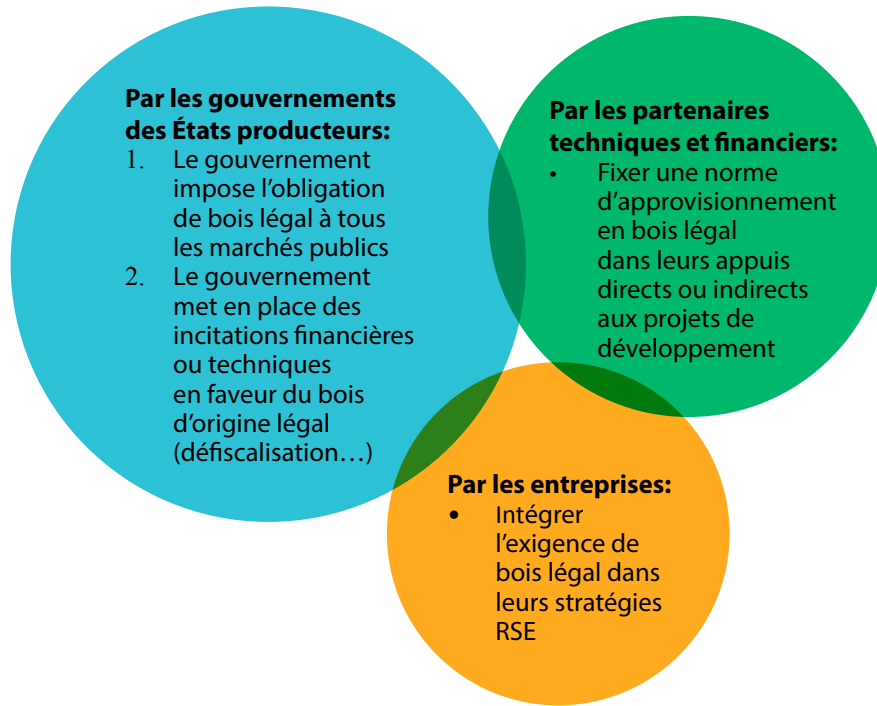 Par les gouvernements
des États producteurs:
1. Le gouvernement
impose l’obligation
de bois légal à tous
les marchés publics
2. Le gouvernement
met en place des
incitations financières
ou techniques
en faveur du bois
d’origine légal
(défiscalisation…)
Par les partenaires
techniques et financiers:
• Fixer une norme
d’approvisionnement
en bois légal
dans leurs appuis
directs ou indirects
aux projets de
développement
Par les entreprises:
• Intégrer
l’exigence de
bois légal dans
leurs stratégies
RSE